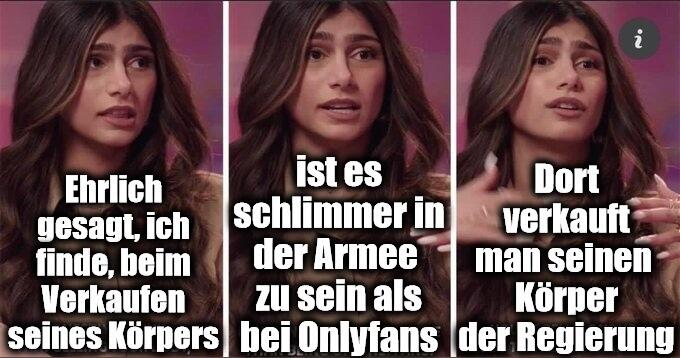 Ehrlich
gesagt, ich
finde, beim
Verkaufen
seines Körpers
ist es
schlimmer in
der Armee
zu sein als
bei Onlyfans
Dort
verkauft
man seinen
Körper
der Regierung
i